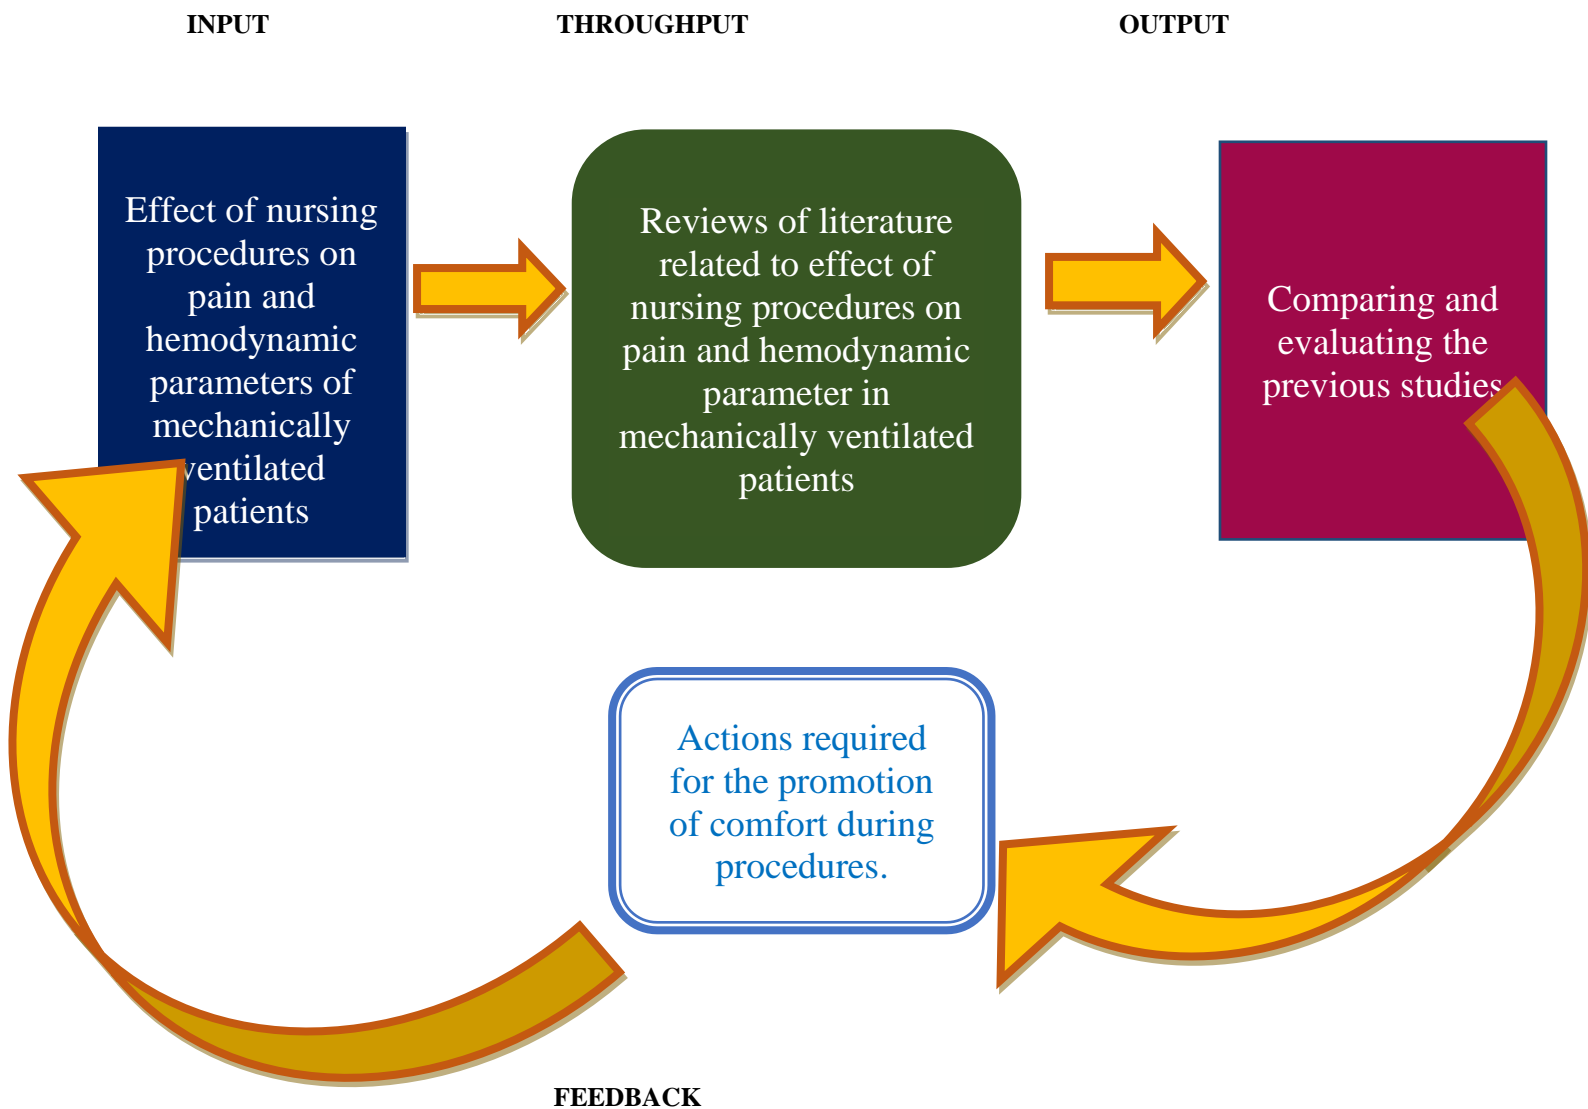 INPUT THROUGHPUT OUTPUT
Effect of nursing
procedures on
pain and
hemodynamic
parameters of
mechanically
ventilated
patients
Reviews of literature
related to effect of
nursing procedures on
pain and hemodynamic
parameter in
mechanically ventilated
patients
Comparing and
evaluating the
previous studies
Actions required
for the promotion
of comfort during
procedures.
FEEDBACK